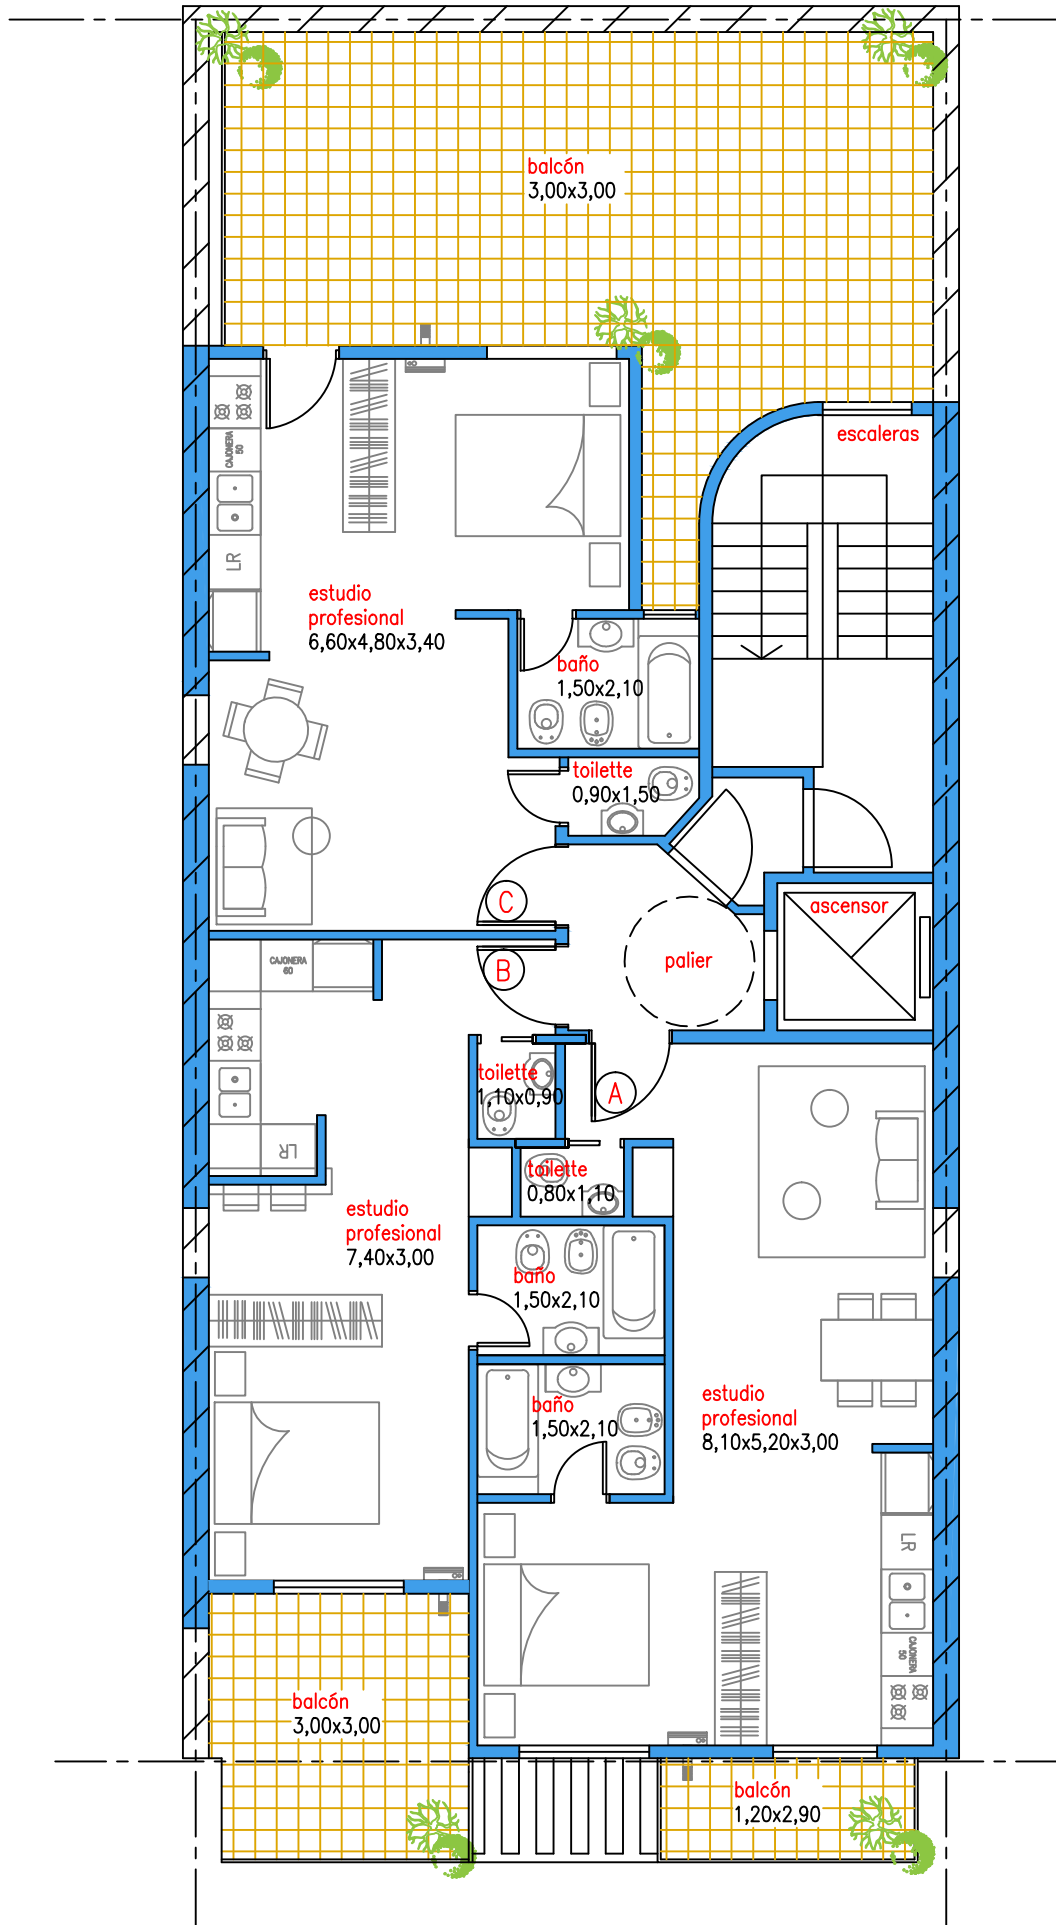 balcón
3,00x3,00
escaleras
CAJONERA
50
LR
estudio
profesional
6,60x4,80x3,40
baño
1,50x2,10
toilette
0,90x1,50
C
ascensor
B
palier
CAJONERA
60
toilette
1,10x0,90
A
LR
toilette
0,80x1,10
estudio
profesional
7,40x3,00
baño
1,50x2,10
baño
1,50x2,10
estudio
profesional
8,10x5,20x3,00
LR
CAJONERA
50
balcón
3,00x3,00
balcón
1,20x2,90